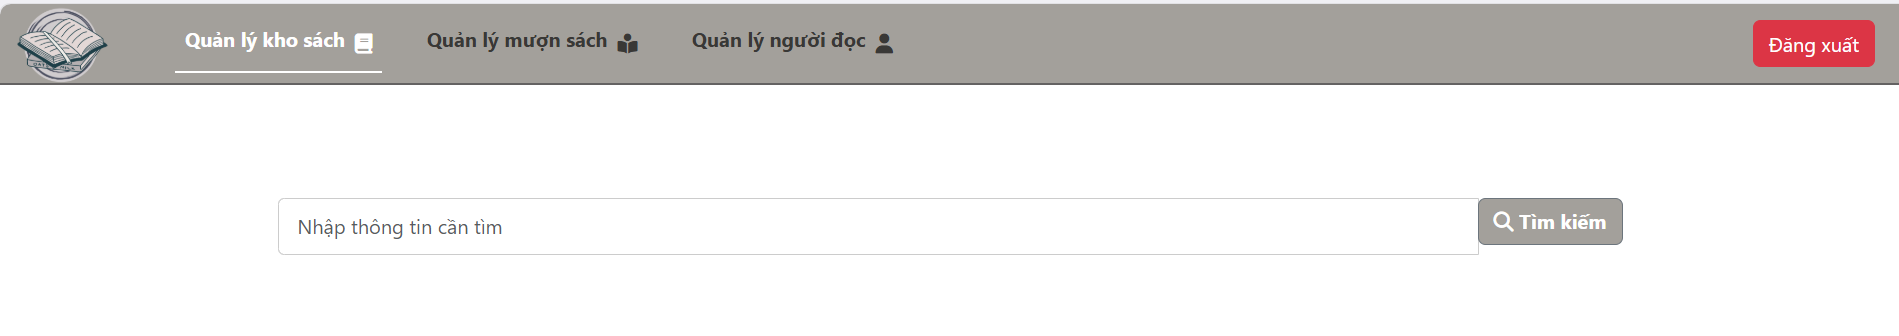 Quản lý kho sách
Quản lý mượn sách
Quản lý người đọc
Đăng xuất
Nhập thông tin cần tìm
Tìm kiếm